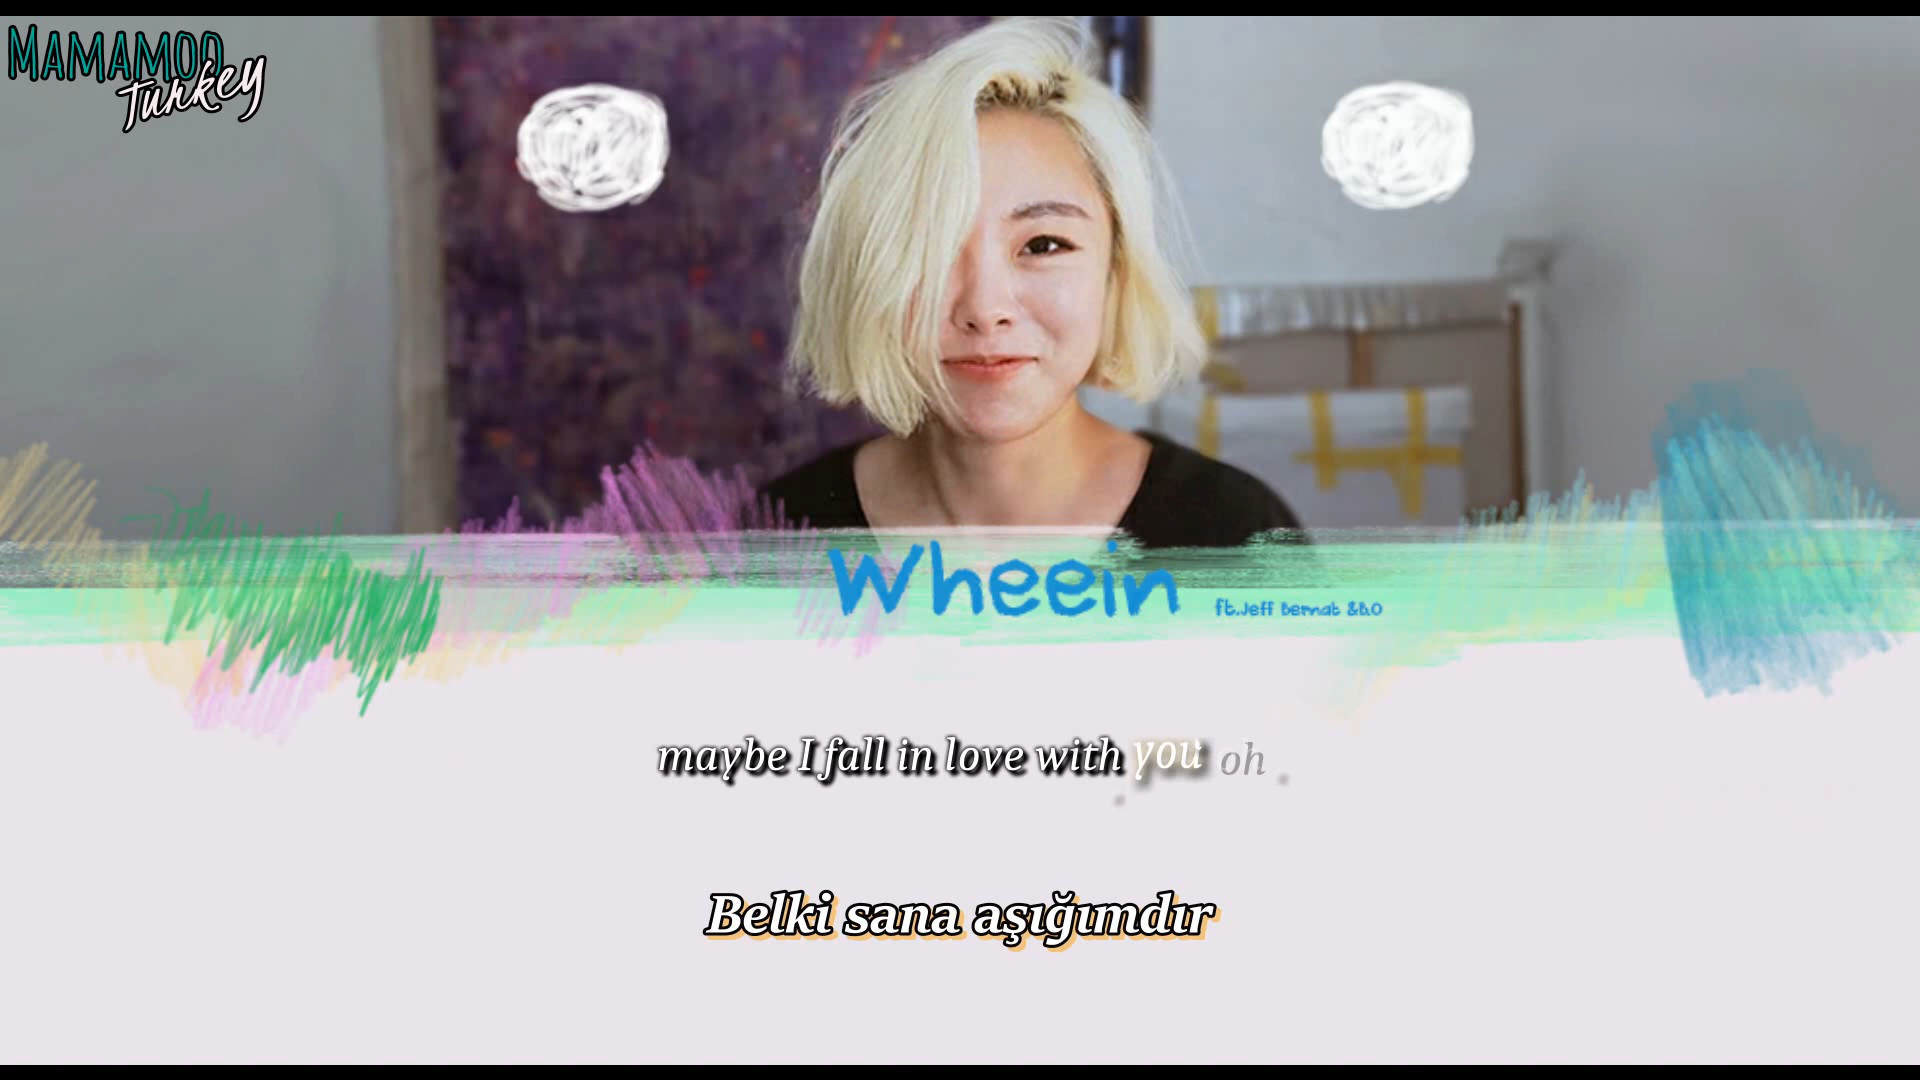 MAMAMOO
Turkey
Wheein
ft.Jeff Bernat &B.O
maybe I fall in love with you oh
Belki sana aşığımdır